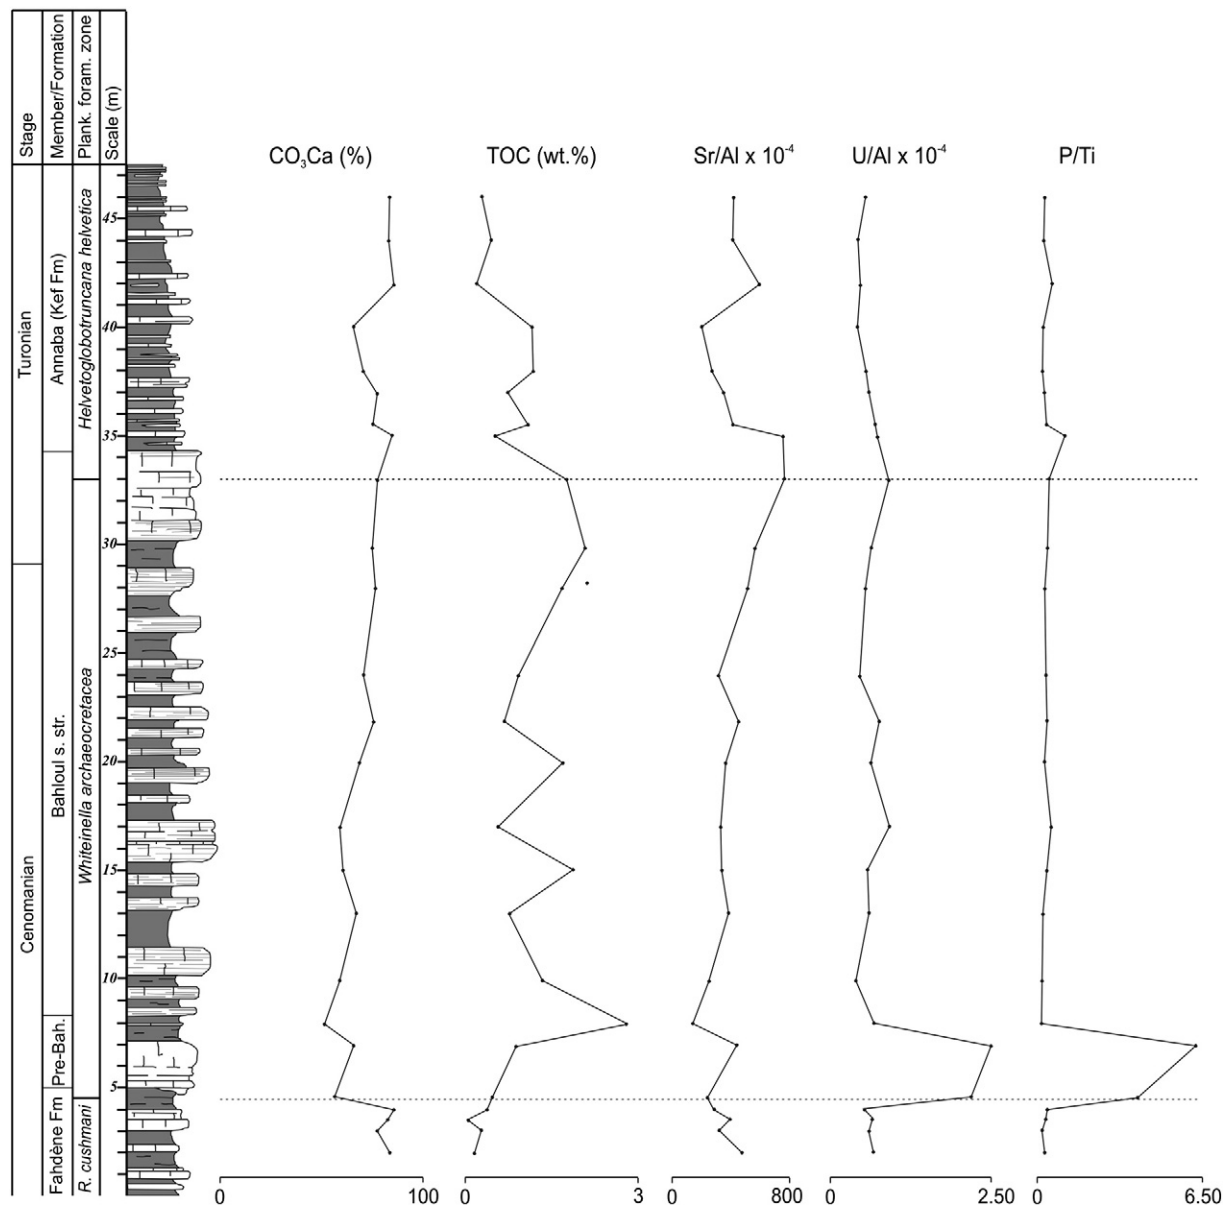 Stage
Member/Formation
Plank. foram. zone
Scale (m)
CO₃Ca (%)
TOC (wt.%)
Sr/Al x 10⁻⁴
U/Al x 10⁻⁴
P/Ti
Turonian
Cenomanian
Annaba (Kef Fm)
Bahloul s. str.
Pre-Bah.
Fahdène Fm
Helvetoglobotruncana helvetica
Whiteinella archaeocretacea
R. cushmani
45
40
35
30
25
20
15
10
5
0 100
0 3
0 800
0 2.50
0 6.50